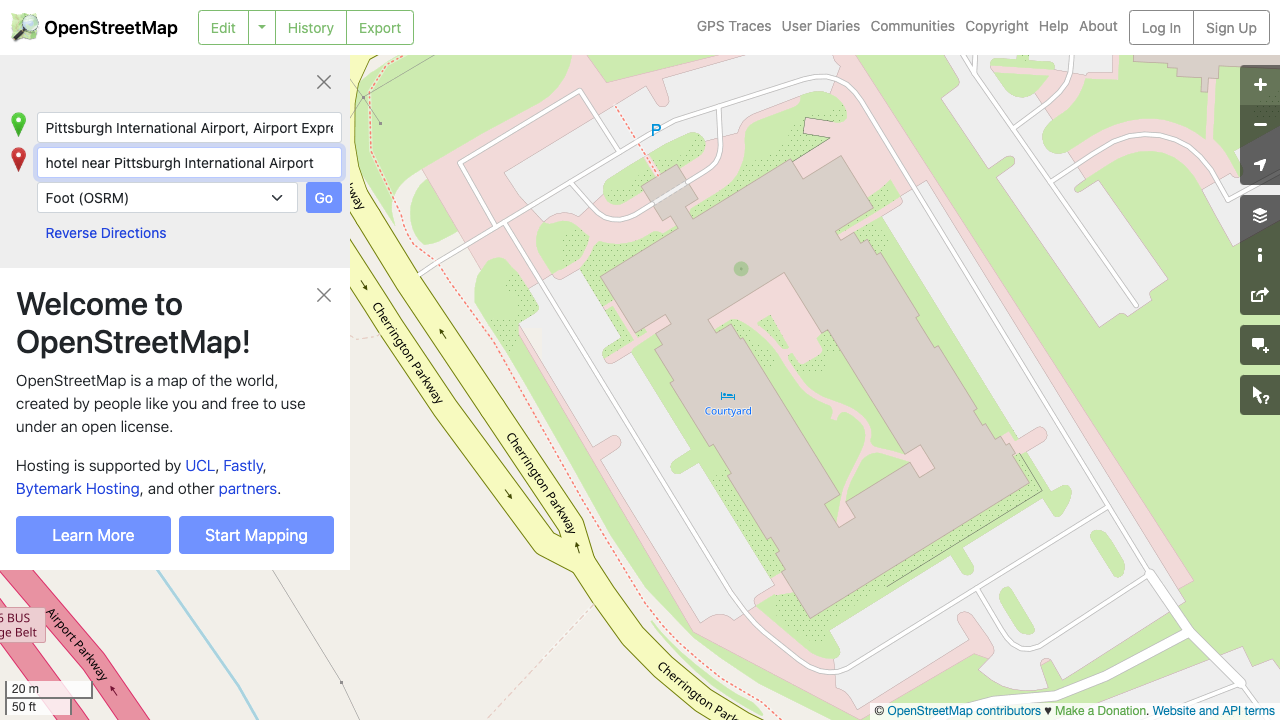 OpenStreetMap
Edit
History
Export
GPS Traces
User Diaries
Communities
Copyright
Help
About
Log In
Sign Up
Pittsburgh International Airport, Airport Expre
hotel near Pittsburgh International Airport
Foot (OSRM)
Go
Reverse Directions
Welcome to
OpenStreetMap!
OpenStreetMap is a map of the world,
created by people like you and free to use
under an open license.
Hosting is supported by UCL, Fastly,
Bytemark Hosting, and other partners.
Learn More
Start Mapping
P
kway
Cherrington Parkway
Cherrington Parkway
Cherrington Parkway
Courtyard
5 BUS
ge Belt
Airport Parkway
20 m
50 ft
© OpenStreetMap contributors ♥ Make a Donation. Website and API terms